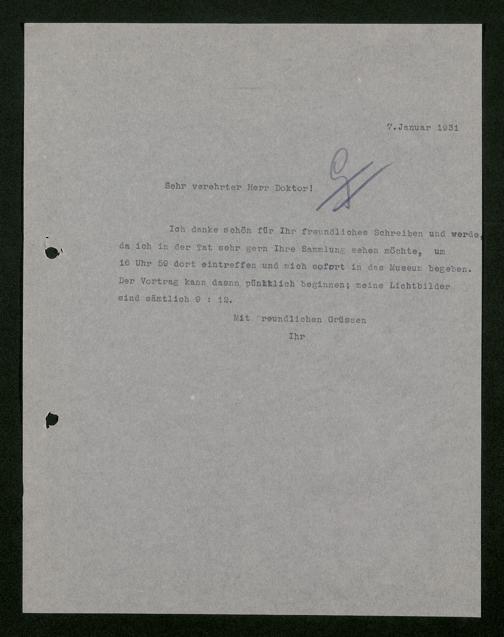 7.Januar 1931
Sehr verehrter Herr Doktor!
Ich danke schön für Ihr freundliches Schreiben und werde,
da ich in der Tat sehr gern Ihre Sammlung sehen möchte, um
16 Uhr 59 dort eintreffen und mich sofort in das Museum begeben.
Der Vortrag kann dann pünktlich beginnen; meine Lichtbilder
sind sämtlich 9 : 12.
Mit freundlichen Grüssen
Ihr